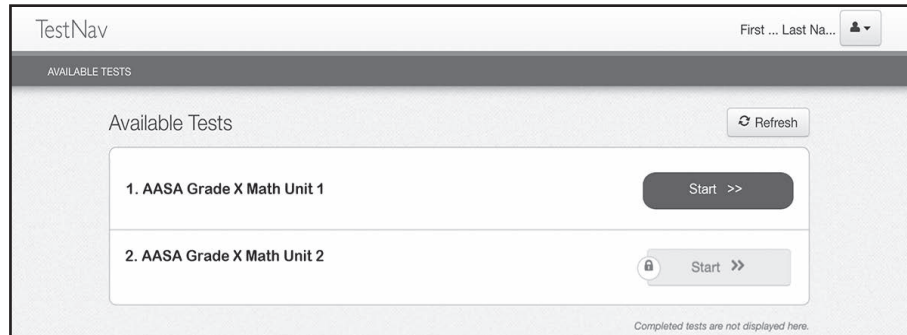 TestNav
First ... Last Na...
AVAILABLE TESTS
Available Tests
Refresh
1. AASA Grade X Math Unit 1
Start >>
2. AASA Grade X Math Unit 2
Start >>
Completed tests are not displayed here.